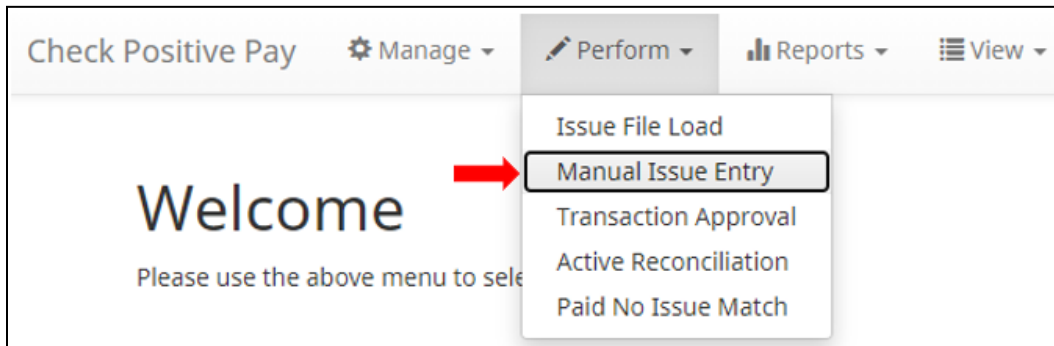 Check Positive Pay Manage Perform Reports View
Issue File Load
Manual Issue Entry
Welcome
Transaction Approval
Please use the above menu to sele
Active Reconciliation
Paid No Issue Match